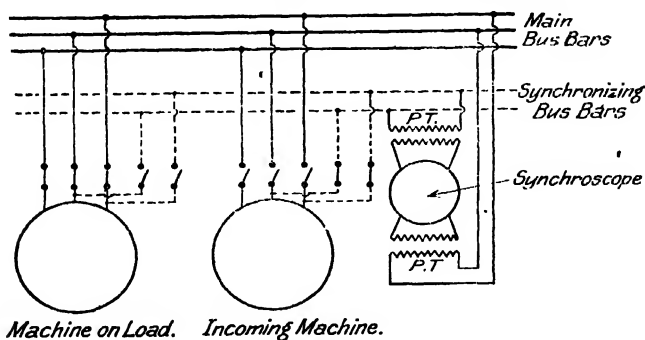 Main
Bus Bars
Synchronizing
Bus Bars
P.T.
Synchroscope
P.T
Machine on Load.
Incoming Machine.